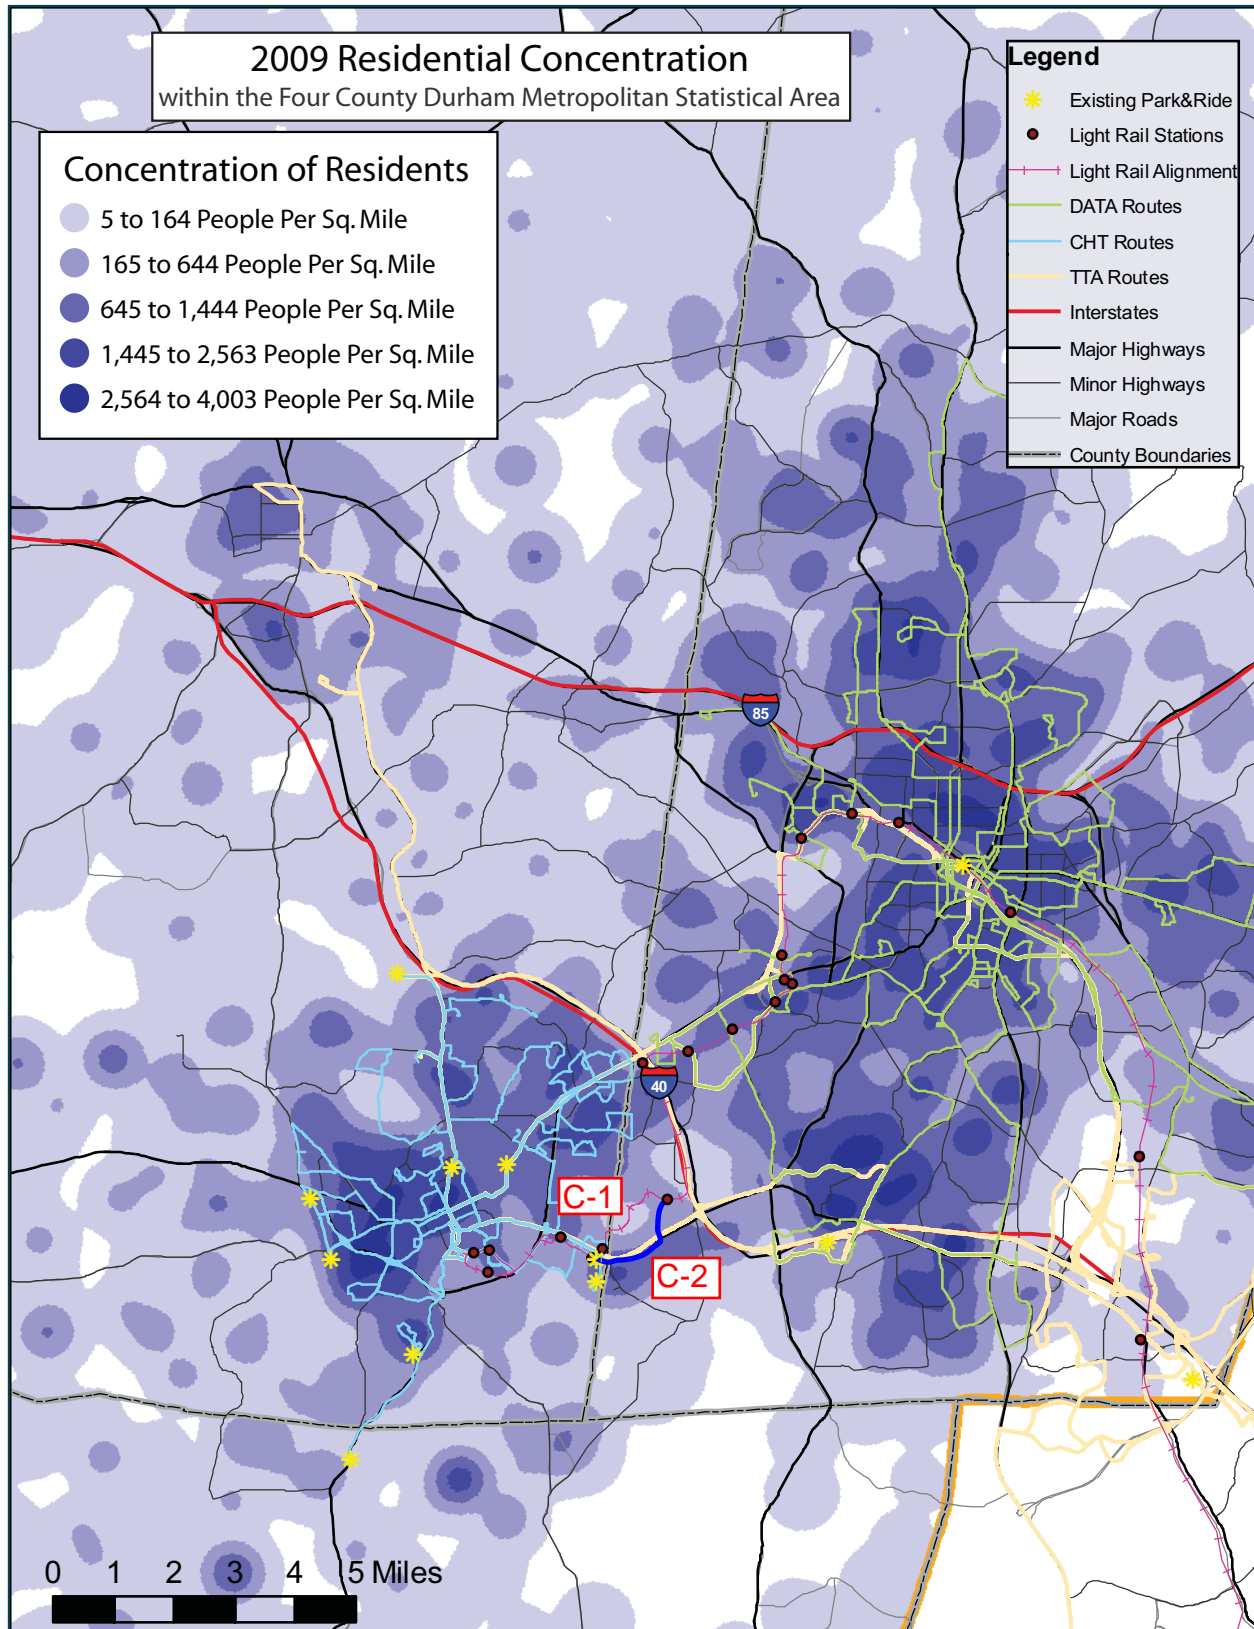 2009 Residential Concentration
within the Four County Durham Metropolitan Statistical Area
Concentration of Residents
5 to 164 People Per Sq. Mile
165 to 644 People Per Sq. Mile
645 to 1,444 People Per Sq. Mile
1,445 to 2,563 People Per Sq. Mile
2,564 to 4,003 People Per Sq. Mile
Legend
Existing Park&Ride
Light Rail Stations
Light Rail Alignment
DATA Routes
CHT Routes
TTA Routes
Interstates
Major Highways
Minor Highways
Major Roads
County Boundaries
85
40
C-1
C-2
0 1 2 3 4 5 Miles